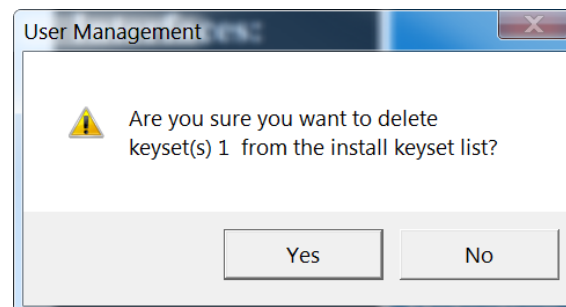 User Management
Are you sure you want to delete
keyset(s) 1  from the install keyset list?
Yes
No